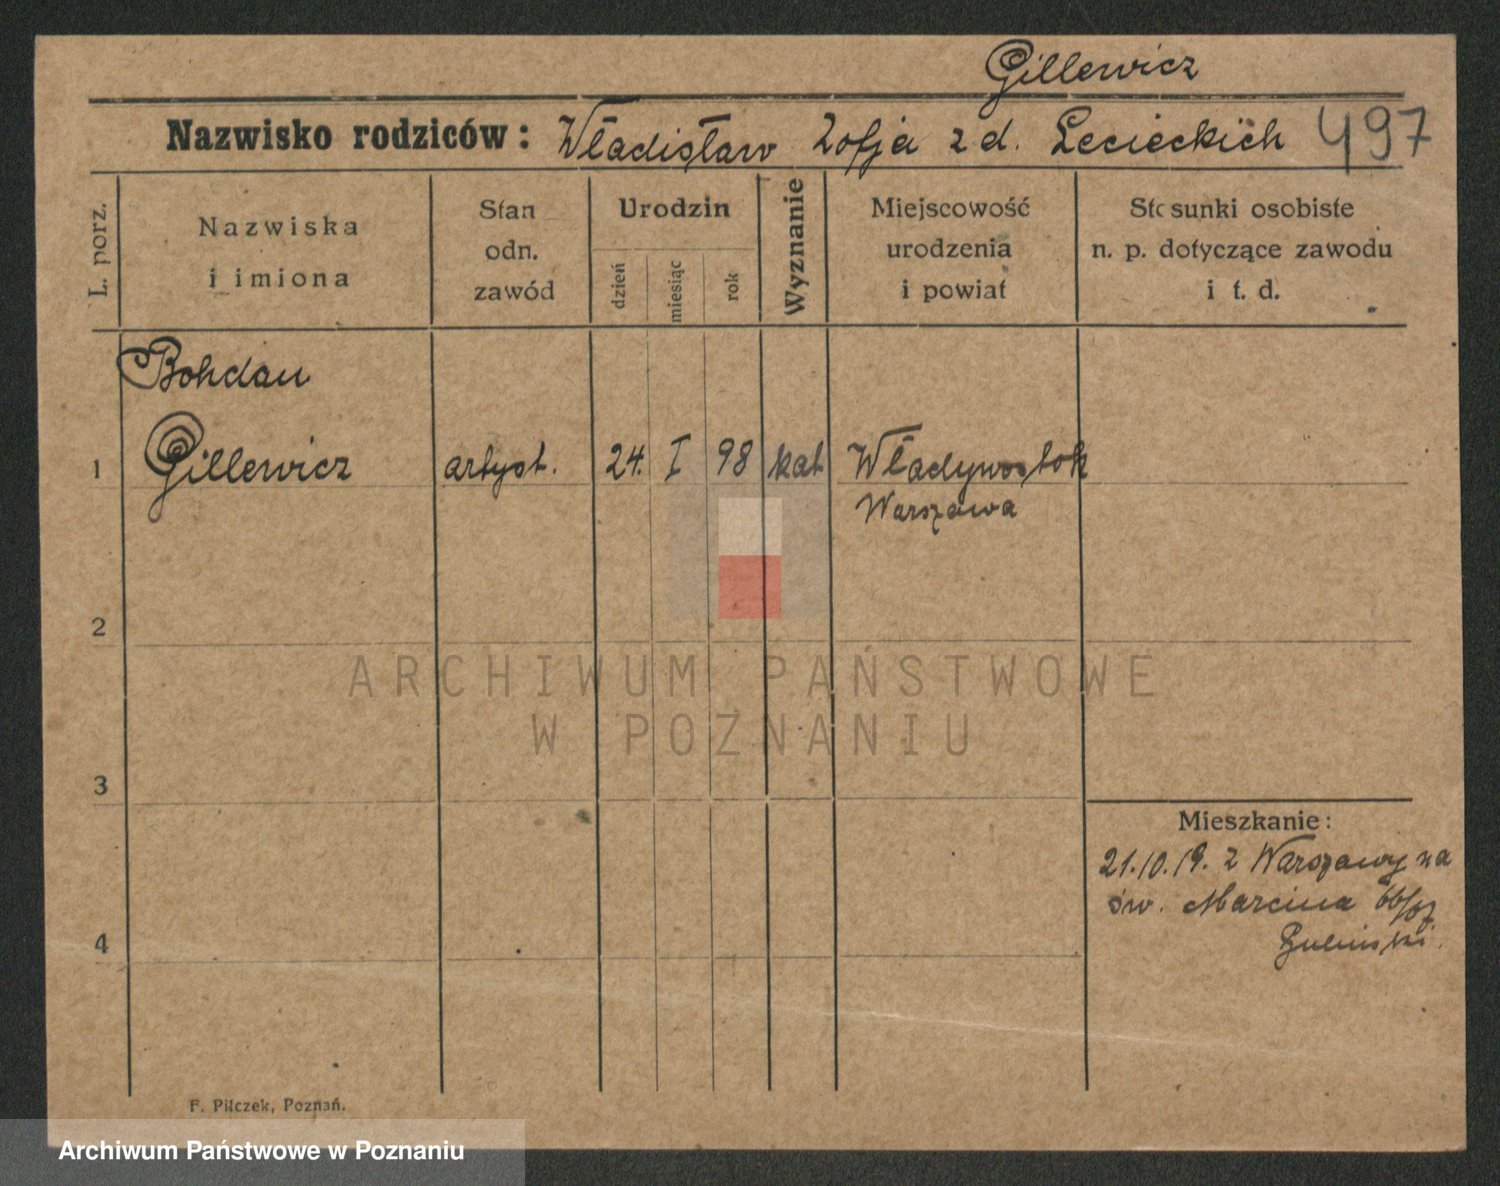 Gillewicz
Nazwisko rodziców: Władisław Zofja z d. Lecieckich 497
L. porz.
Nazwiska
i imiona
Stan
odn.
zawód
Urodzin
dzień
miesiąc
rok
Wyznanie
Miejscowość
urodzenia
i powiat
Stosunki osobiste
n. p. dotyczące zawodu
i t. d.
Bohdan
1 Gillewicz artyst. 24. I 98 kat Władywostok
Warszawa
2
3
4
Mieszkanie:
21.10.19. z Warszawy na
św. Marcina
F. Pilczek, Poznań.
ARCHIWUM PAŃSTWOWE
W POZNANIU
Archiwum Państwowe w Poznaniu